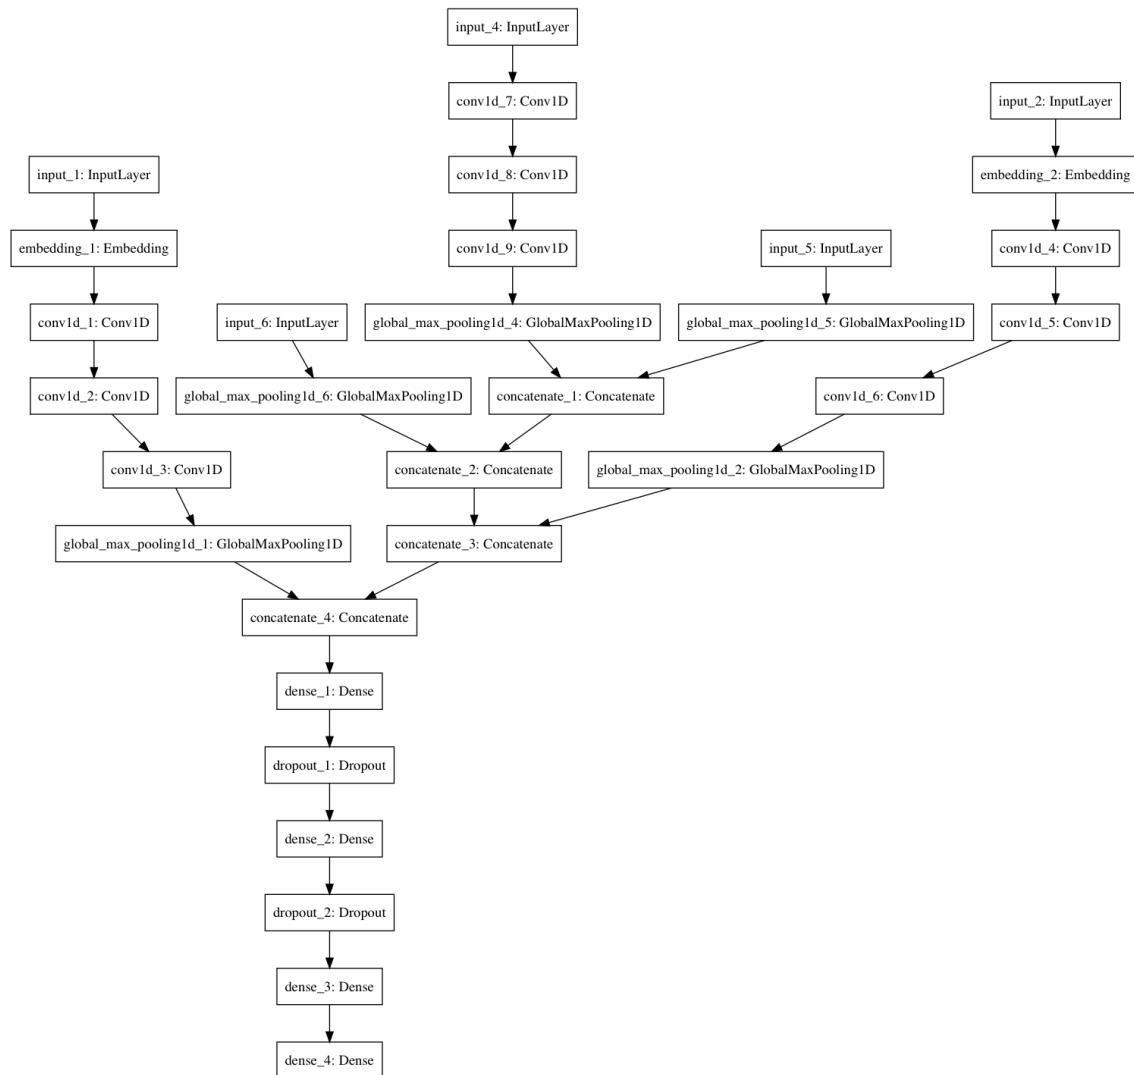 input_4: InputLayer
conv1d_7: Conv1D
input_2: InputLayer
input_1: InputLayer
conv1d_8: Conv1D
embedding_2: Embedding
embedding_1: Embedding
conv1d_9: Conv1D
input_5: InputLayer
conv1d_4: Conv1D
conv1d_1: Conv1D
input_6: InputLayer
global_max_pooling1d_4: GlobalMaxPooling1D
global_max_pooling1d_5: GlobalMaxPooling1D
conv1d_5: Conv1D
conv1d_2: Conv1D
global_max_pooling1d_6: GlobalMaxPooling1D
concatenate_1: Concatenate
conv1d_6: Conv1D
conv1d_3: Conv1D
concatenate_2: Concatenate
global_max_pooling1d_2: GlobalMaxPooling1D
global_max_pooling1d_1: GlobalMaxPooling1D
concatenate_3: Concatenate
concatenate_4: Concatenate
dense_1: Dense
dropout_1: Dropout
dense_2: Dense
dropout_2: Dropout
dense_3: Dense
dense_4: Dense